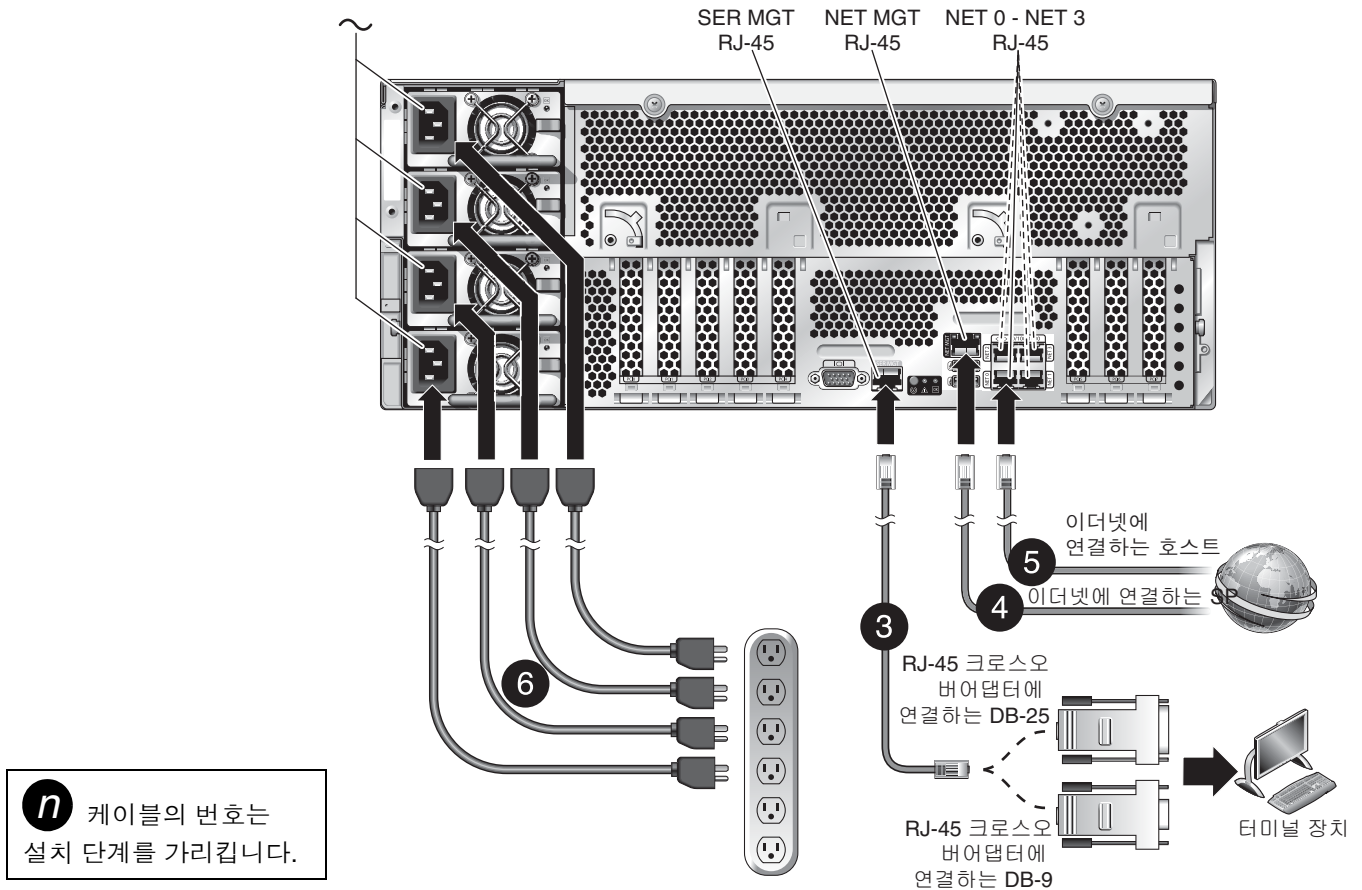 SER MGT
RJ-45
NET MGT
RJ-45
NET 0 - NET 3
RJ-45
이더넷에
연결하는 호스트
5
이더넷에 연결하는 SP
4
3
6
RJ-45 크로스오
버어댑터에
연결하는 DB-25
터미널 장치
RJ-45 크로스오
버어댑터에
연결하는 DB-9
n 케이블의 번호는
설치 단계를 가리킵니다.